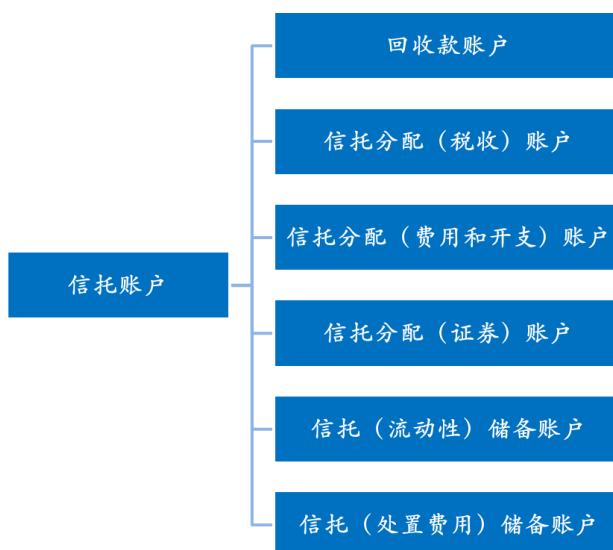 回收款账户
信托分配（税收）账户
信托分配（费用和开支）账户
信托账户
信托分配（证券）账户
信托（流动性）储备账户
信托（处置费用）储备账户